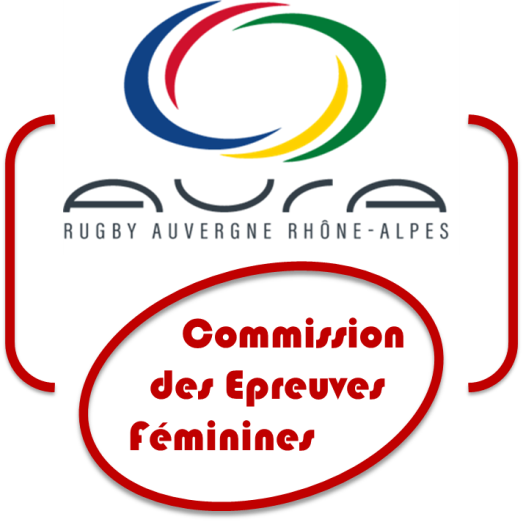 AURA
RUGBY AUVERGNE RHÔNE-ALPES
Commission
des Epreuves
Féminines